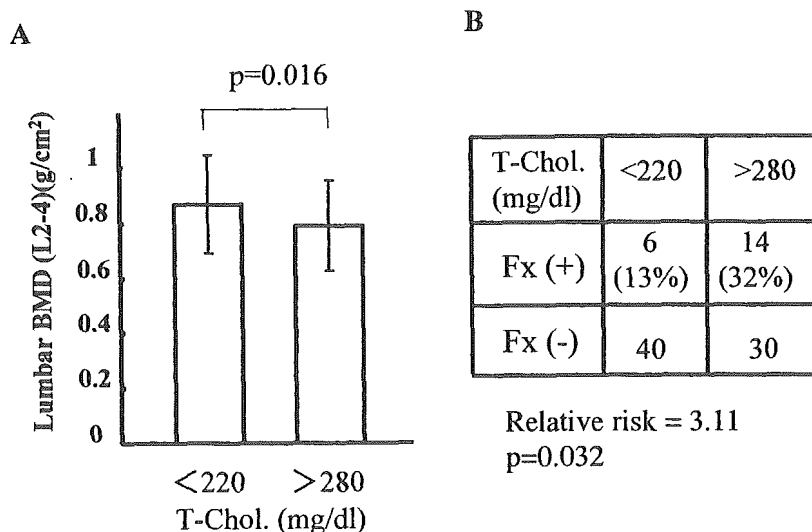 A
p=0.016
Lumbar BMD (L2-4)(g/cm²)
1
0.8
0.6
0.4
0.2
0
<220 >280
T-Chol. (mg/dl)
B
T-Chol. (mg/dl) <220 >280
Fx (+) 6 (13%) 14 (32%)
Fx (-) 40 30
Relative risk = 3.11
p=0.032